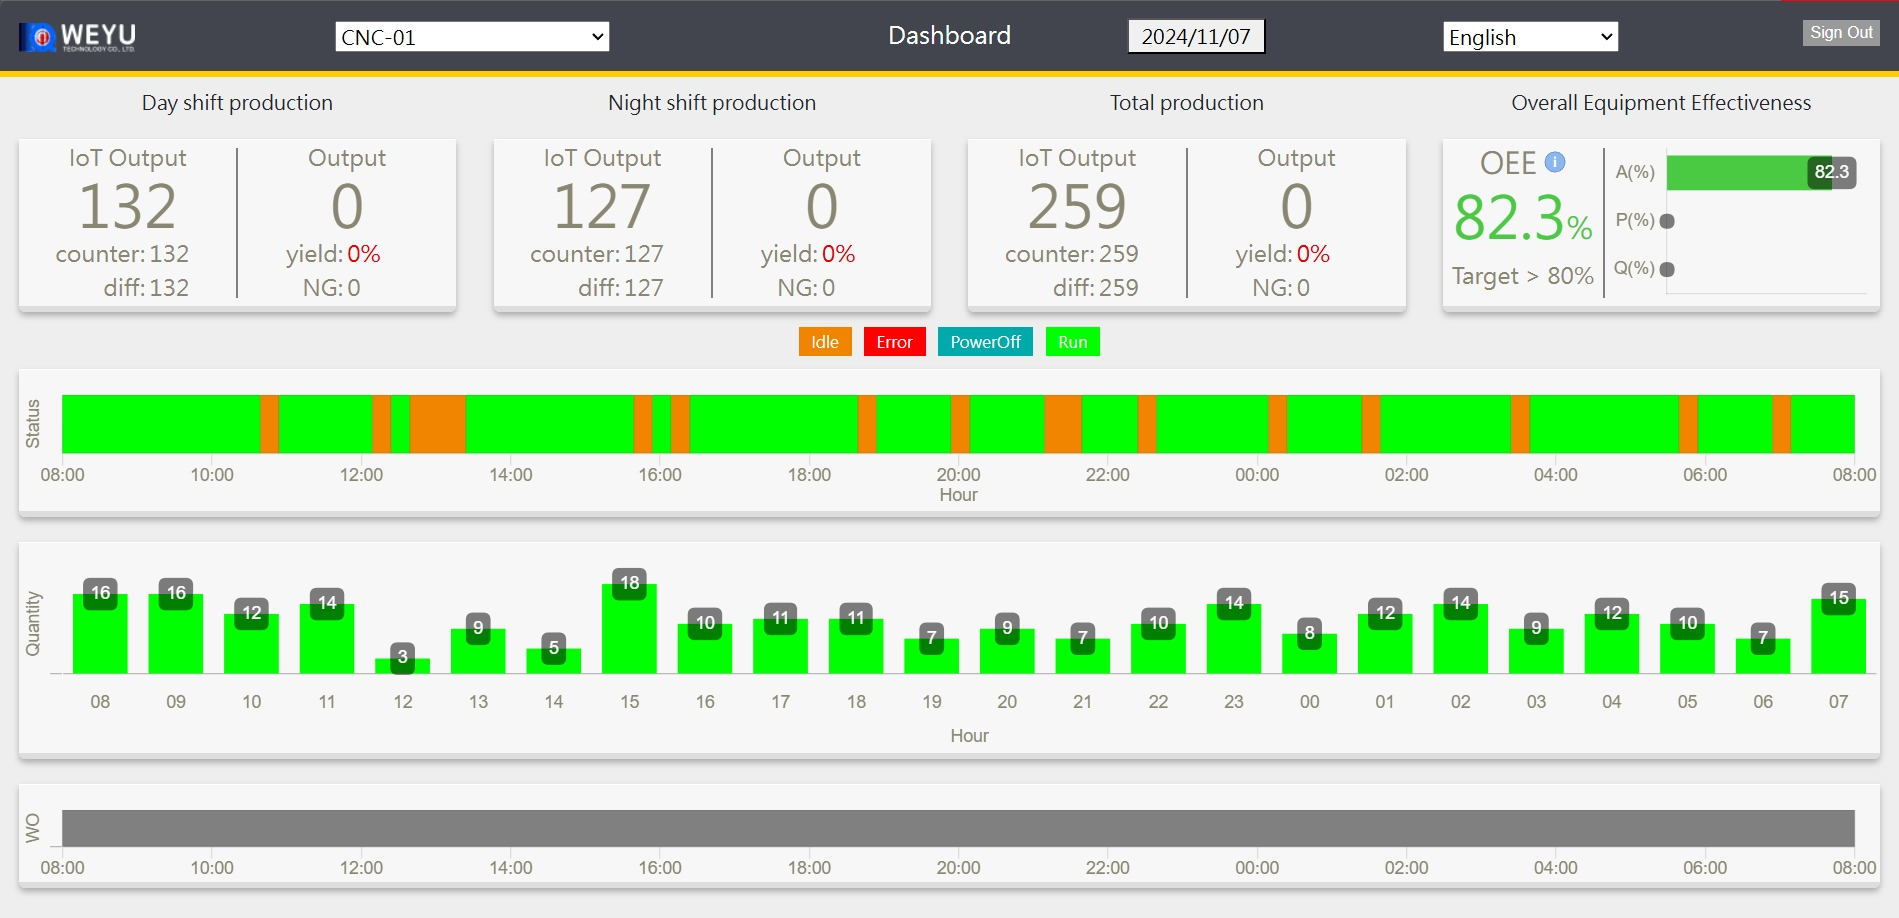 WEYU
TECHNOLOGY CO., LTD.
CNC-01
Dashboard
2024/11/07
English
Sign Out
Day shift production
Night shift production
Total production
Overall Equipment Effectiveness
IoT Output
132
counter: 132
diff: 132
Output
0
yield: 0%
NG: 0
IoT Output
127
counter: 127
diff: 127
Output
0
yield: 0%
NG: 0
IoT Output
259
counter: 259
diff: 259
Output
0
yield: 0%
NG: 0
OEE i
82.3%
Target > 80%
A(%) 82.3
P(%)
Q(%)
Idle Error PowerOff Run
Status
08:00 10:00 12:00 14:00 16:00 18:00 20:00 22:00 00:00 02:00 04:00 06:00 08:00
Hour
Quantity
16 16 12 14 3 9 5 18 10 11 11 7 9 7 10 14 8 12 14 9 12 10 7 15
08 09 10 11 12 13 14 15 16 17 18 19 20 21 22 23 00 01 02 03 04 05 06 07
Hour
WO
08:00 10:00 12:00 14:00 16:00 18:00 20:00 22:00 00:00 02:00 04:00 06:00 08:00